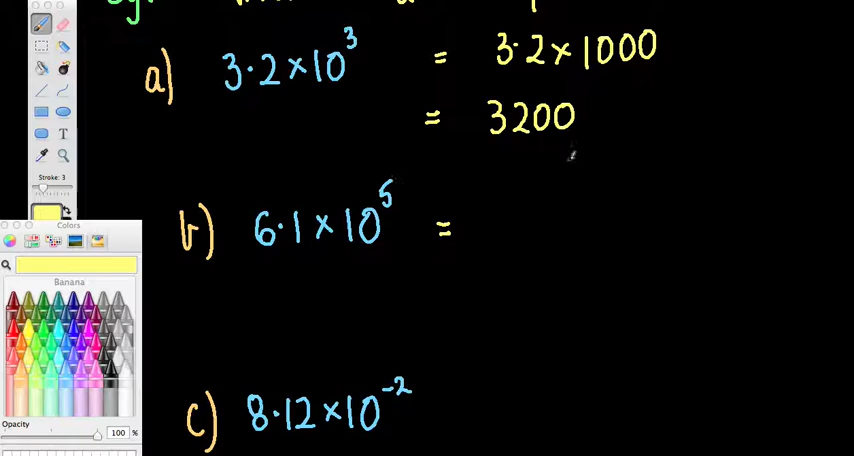 a) 3·2×10³ = 3·2×1000
= 3200
Stroke: 3
b) 6·1×10⁵ =
Colors
Banana
c) 8·12×10⁻²
Opacity
100 %